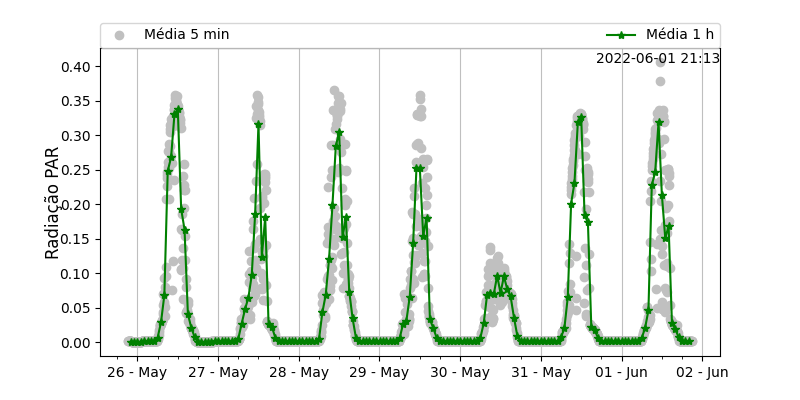 Média 5 min
Média 1 h
2022-06-01 21:13
Radiação PAR
0.40
0.35
0.30
0.25
0.20
0.15
0.10
0.05
0.00
26 - May
27 - May
28 - May
29 - May
30 - May
31 - May
01 - Jun
02 - Jun